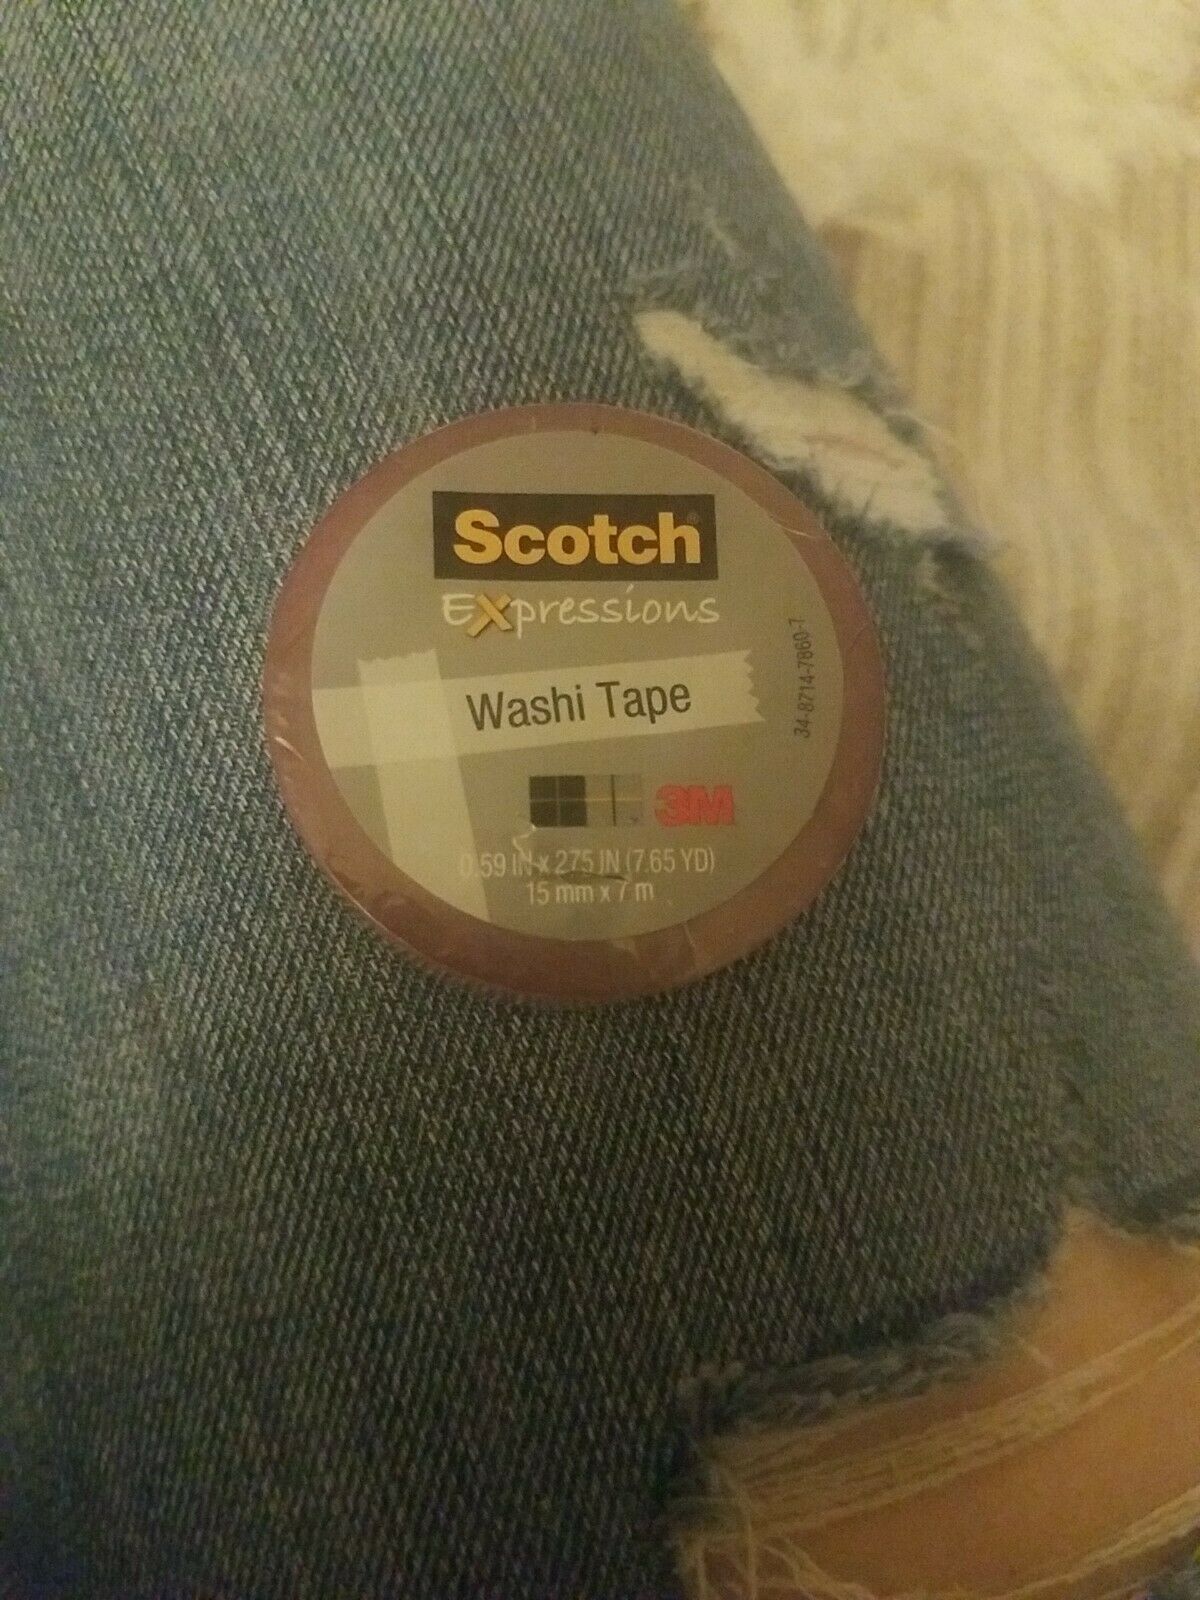 Scotch®
Expressions
Washi Tape
34-8714-7860-7
3M
0.59 IN x 275 IN (7.65 YD)
15 mm x 7 m